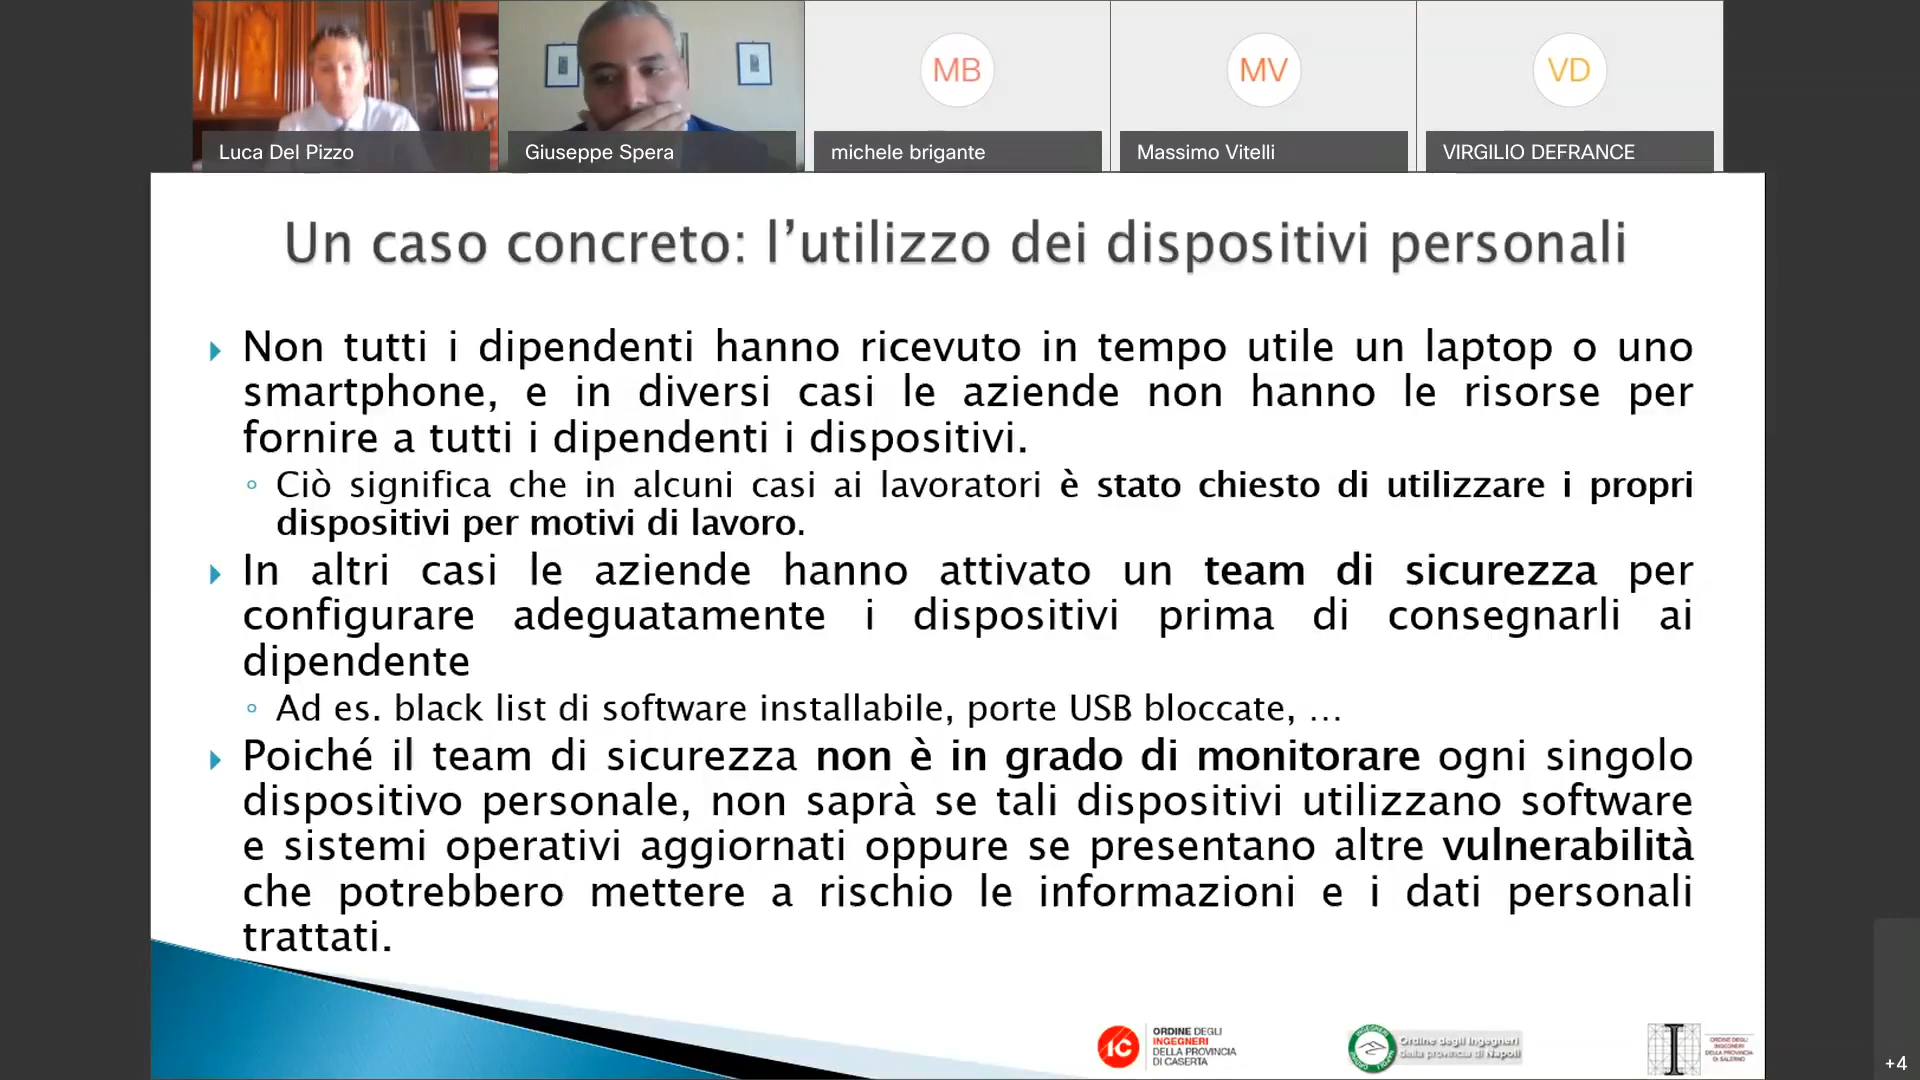 MB
MV
VD
Luca Del Pizzo
Giuseppe Spera
michele brigante
Massimo Vitelli
VIRGILIO DEFRANCE
Un caso concreto: l’utilizzo dei dispositivi personali
Non tutti i dipendenti hanno ricevuto in tempo utile un laptop o uno
smartphone, e in diversi casi le aziende non hanno le risorse per
fornire a tutti i dipendenti i dispositivi.
Ciò significa che in alcuni casi ai lavoratori è stato chiesto di utilizzare i propri
dispositivi per motivi di lavoro.
In altri casi le aziende hanno attivato un team di sicurezza per
configurare adeguatamente i dispositivi prima di consegnarli ai
dipendente
Ad es. black list di software installabile, porte USB bloccate, …
Poiché il team di sicurezza non è in grado di monitorare ogni singolo
dispositivo personale, non saprà se tali dispositivi utilizzano software
e sistemi operativi aggiornati oppure se presentano altre vulnerabilità
che potrebbero mettere a rischio le informazioni e i dati personali
trattati.
IC
ORDINE DEGLI
INGEGNERI
DELLA PROVINCIA
DI CASERTA
Ordine degli Ingegneri
della provincia di Napoli
ORDINE DEGLI
INGEGNERI
DELLA PROVINCIA
DI SALERNO
+4